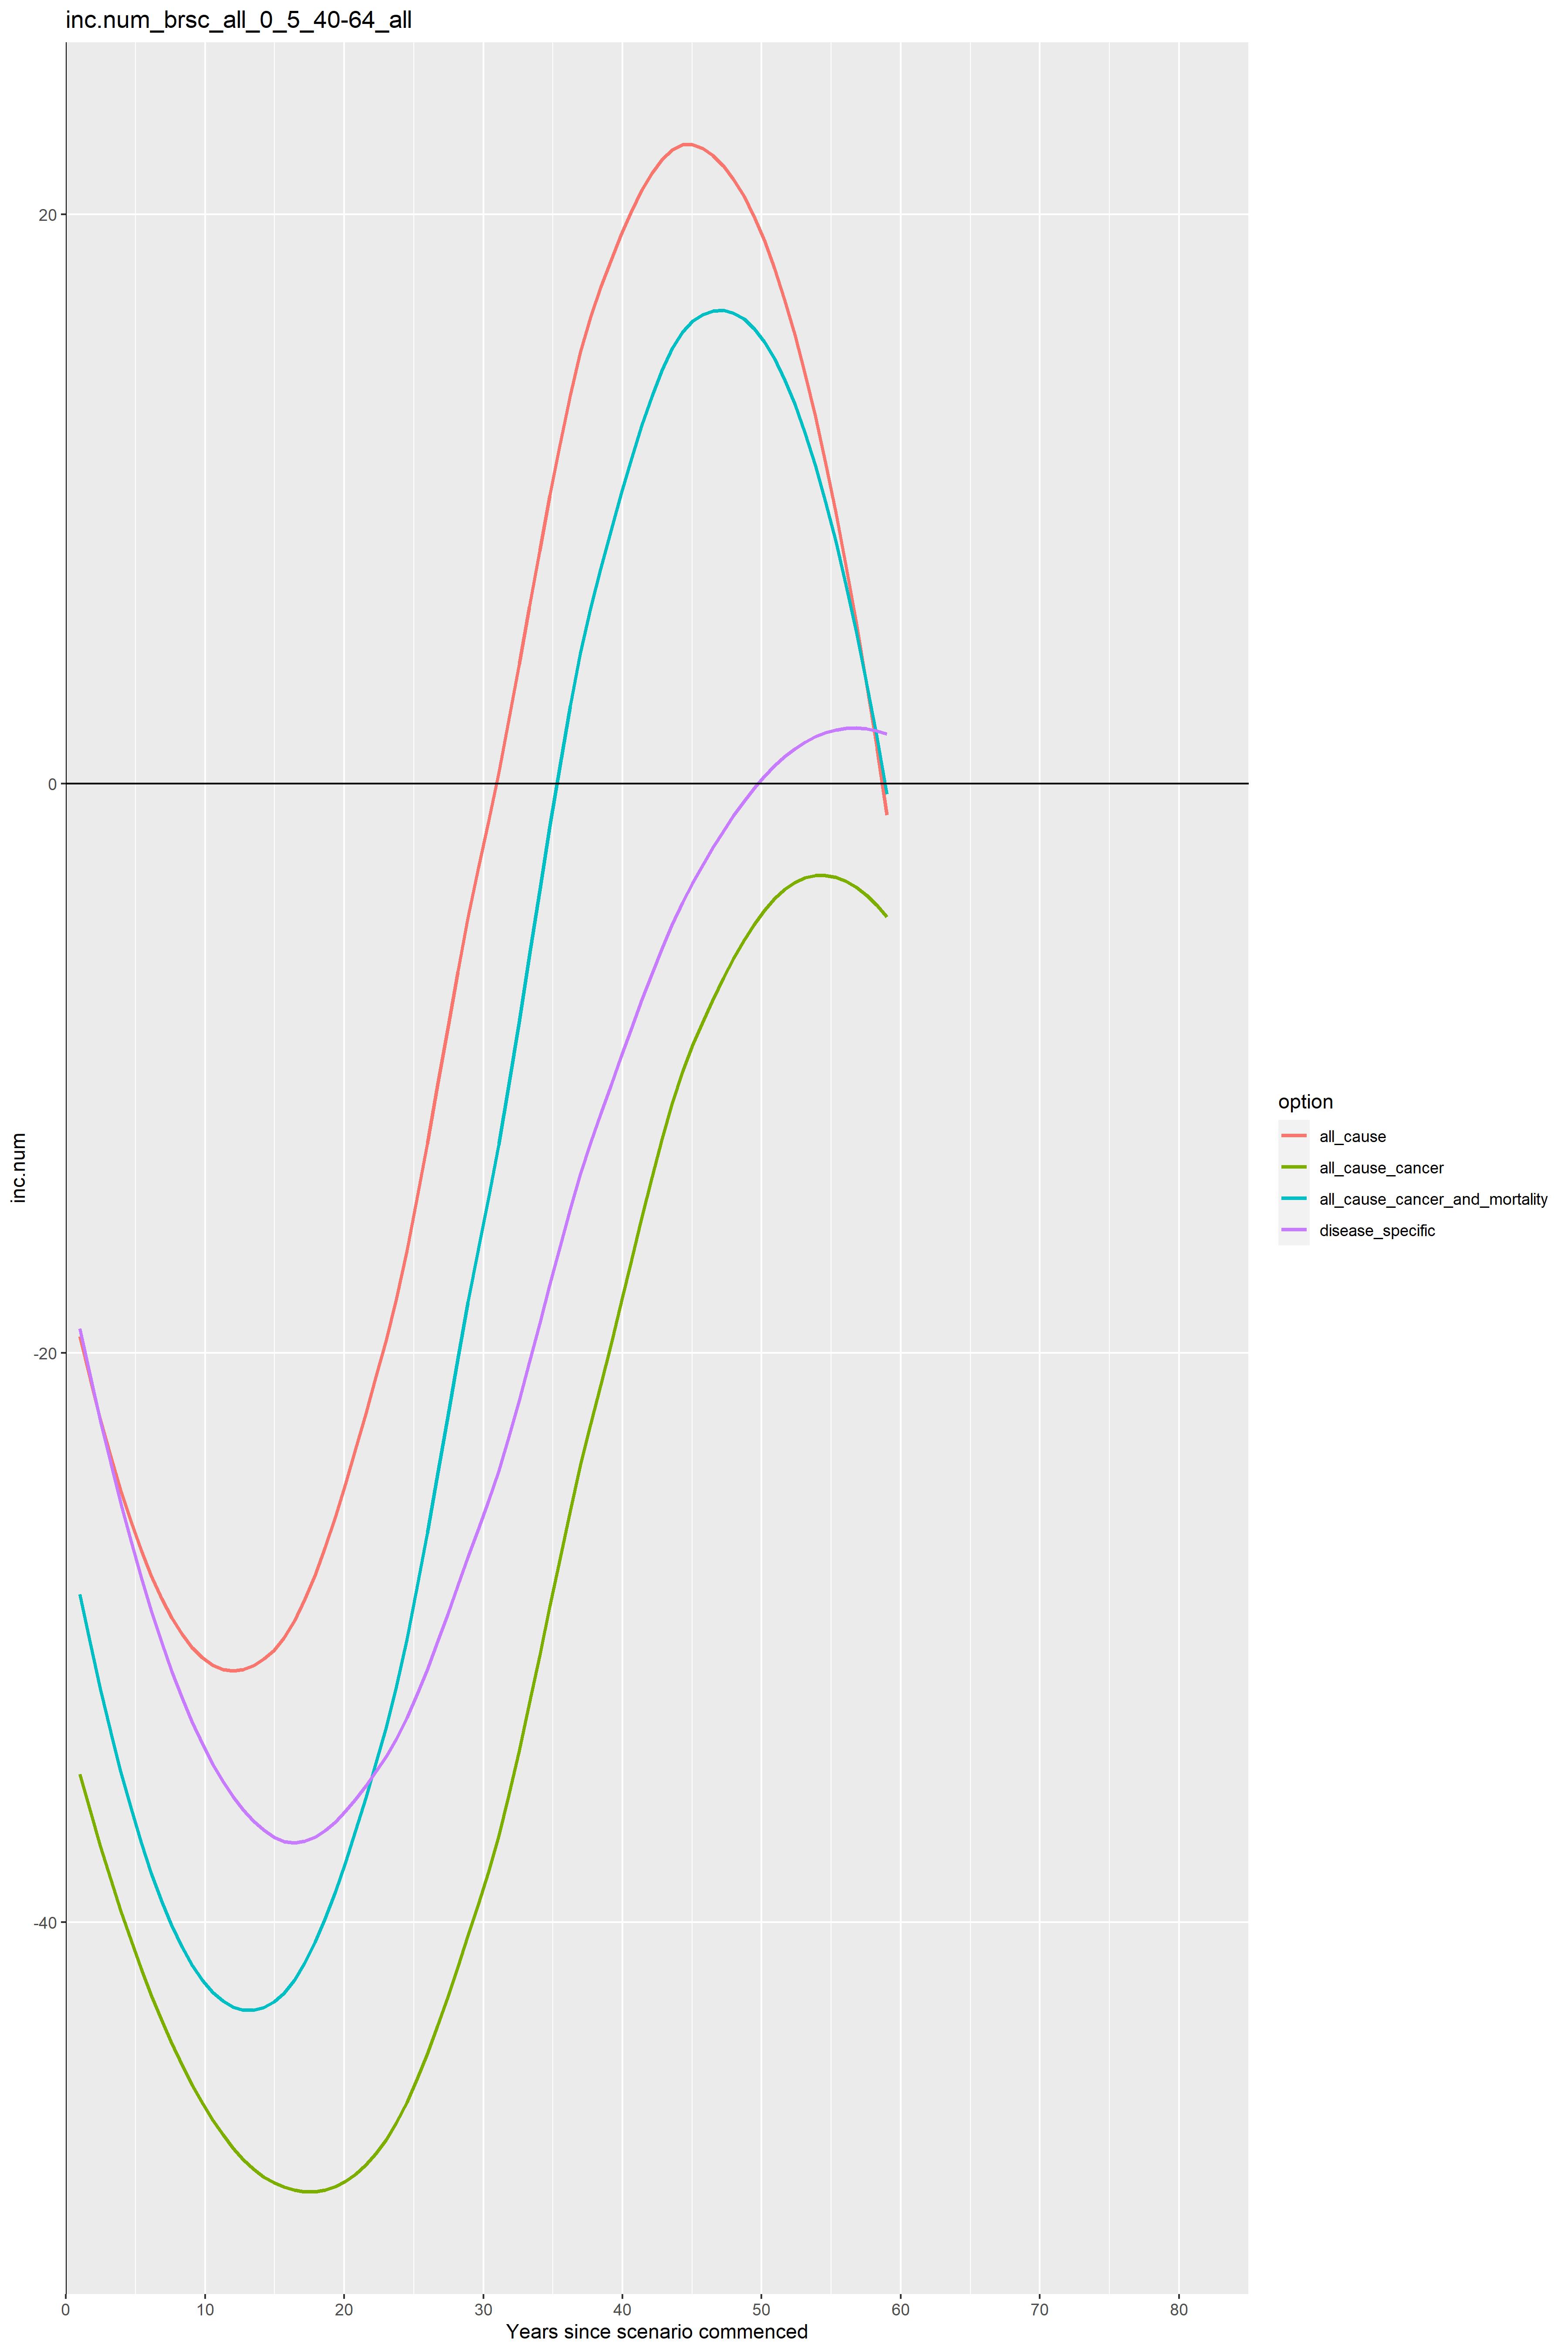 inc.num_brsc_all_0_5_40-64_all
20
0
-20
-40
inc.num
0 10 20 30 40 50 60 70 80
Years since scenario commenced
option
all_cause
all_cause_cancer
all_cause_cancer_and_mortality
disease_specific